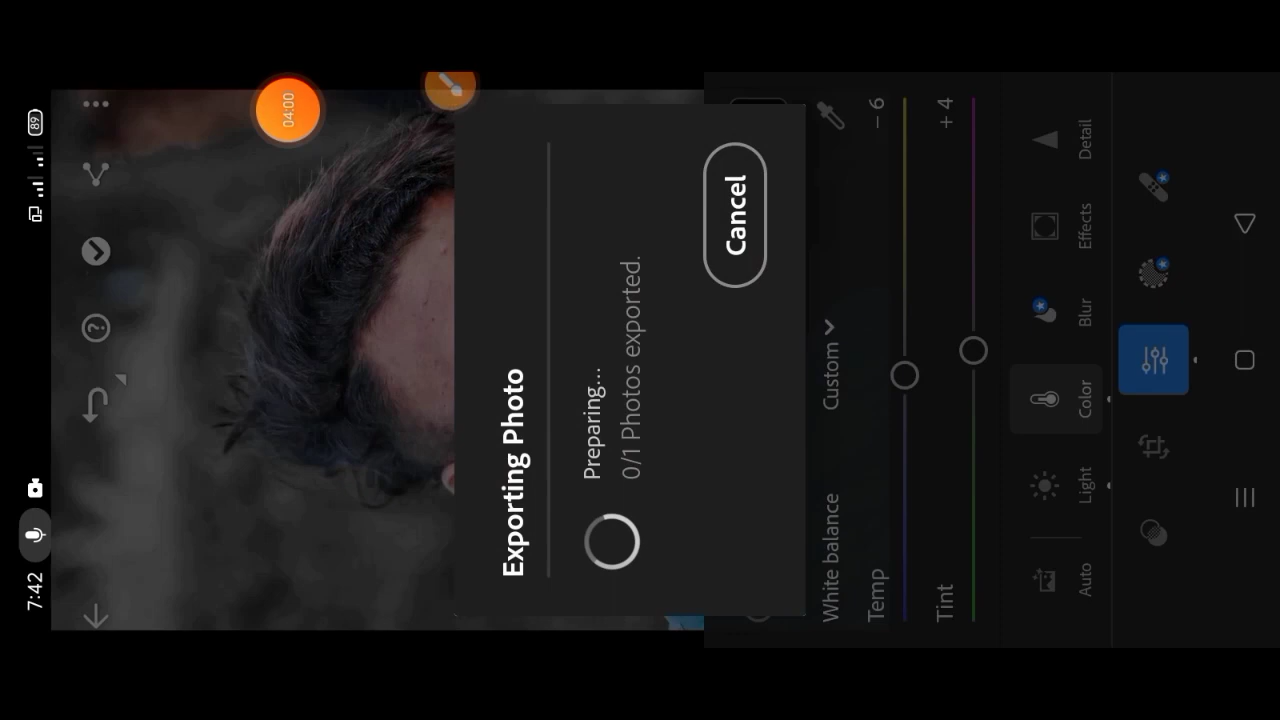 7:42
89
04:00
Exporting Photo
Preparing...
0/1 Photos exported.
Cancel
White balance
Custom
Temp
– 6
Tint
+ 4
Auto
Light
Color
Blur
Effects
Detail